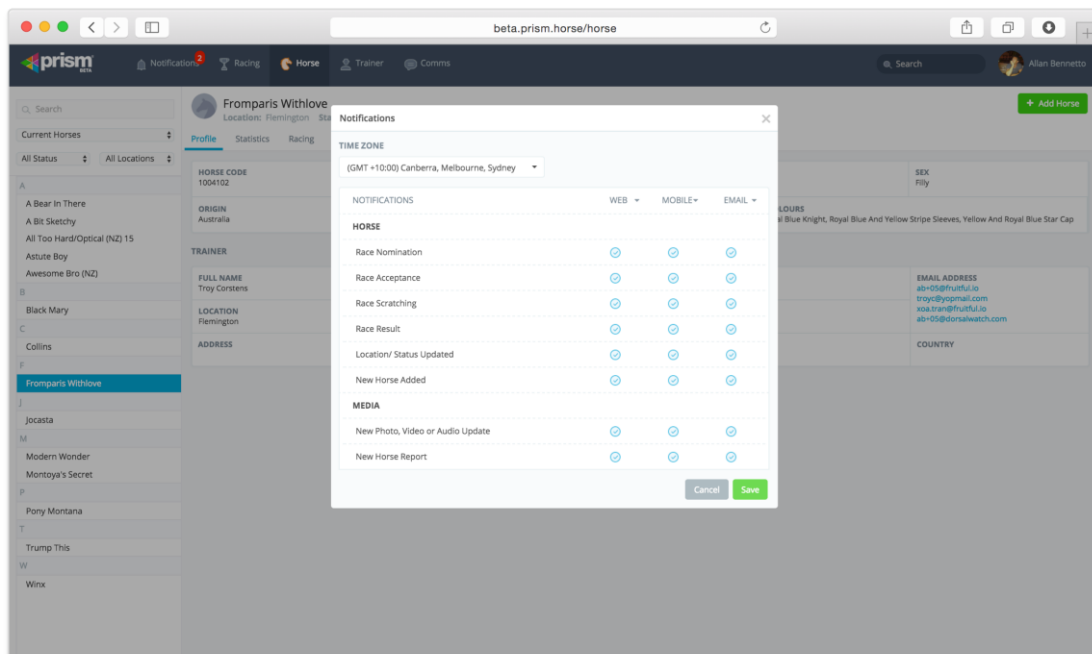 beta.prism.horse/horse
prism
BETA
Notifications 2
Racing
Horse
Trainer
Comms
Search
Allan Bennetto
Search
Current Horses
All Status
All Locations
A
A Bear In There
A Bit Sketchy
All Too Hard/Optical (NZ) 15
Astute Boy
Awesome Bro (NZ)
B
Black Mary
C
Collins
F
Fromparis Withlove
J
Jocasta
M
Modern Wonder
Montoya's Secret
P
Pony Montana
T
Trump This
W
Winx
Fromparis Withlove
Location: Flemington Sta
+ Add Horse
Profile
Statistics
Racing
HORSE CODE
1004102
SEX
Filly
ORIGIN
Australia
LOURS
al Blue Knight, Royal Blue And Yellow Stripe Sleeves, Yellow And Royal Blue Star Cap
TRAINER
FULL NAME
Troy Corstens
EMAIL ADDRESS
ab+05@fruitful.io
troyc@yopmail.com
xoa.tran@fruitful.io
ab+05@dorsalwatch.com
LOCATION
Flemington
ADDRESS
COUNTRY
Notifications
TIME ZONE
(GMT +10:00) Canberra, Melbourne, Sydney
NOTIFICATIONS WEB MOBILE EMAIL
HORSE
Race Nomination
Race Acceptance
Race Scratching
Race Result
Location/ Status Updated
New Horse Added
MEDIA
New Photo, Video or Audio Update
New Horse Report
Cancel
Save